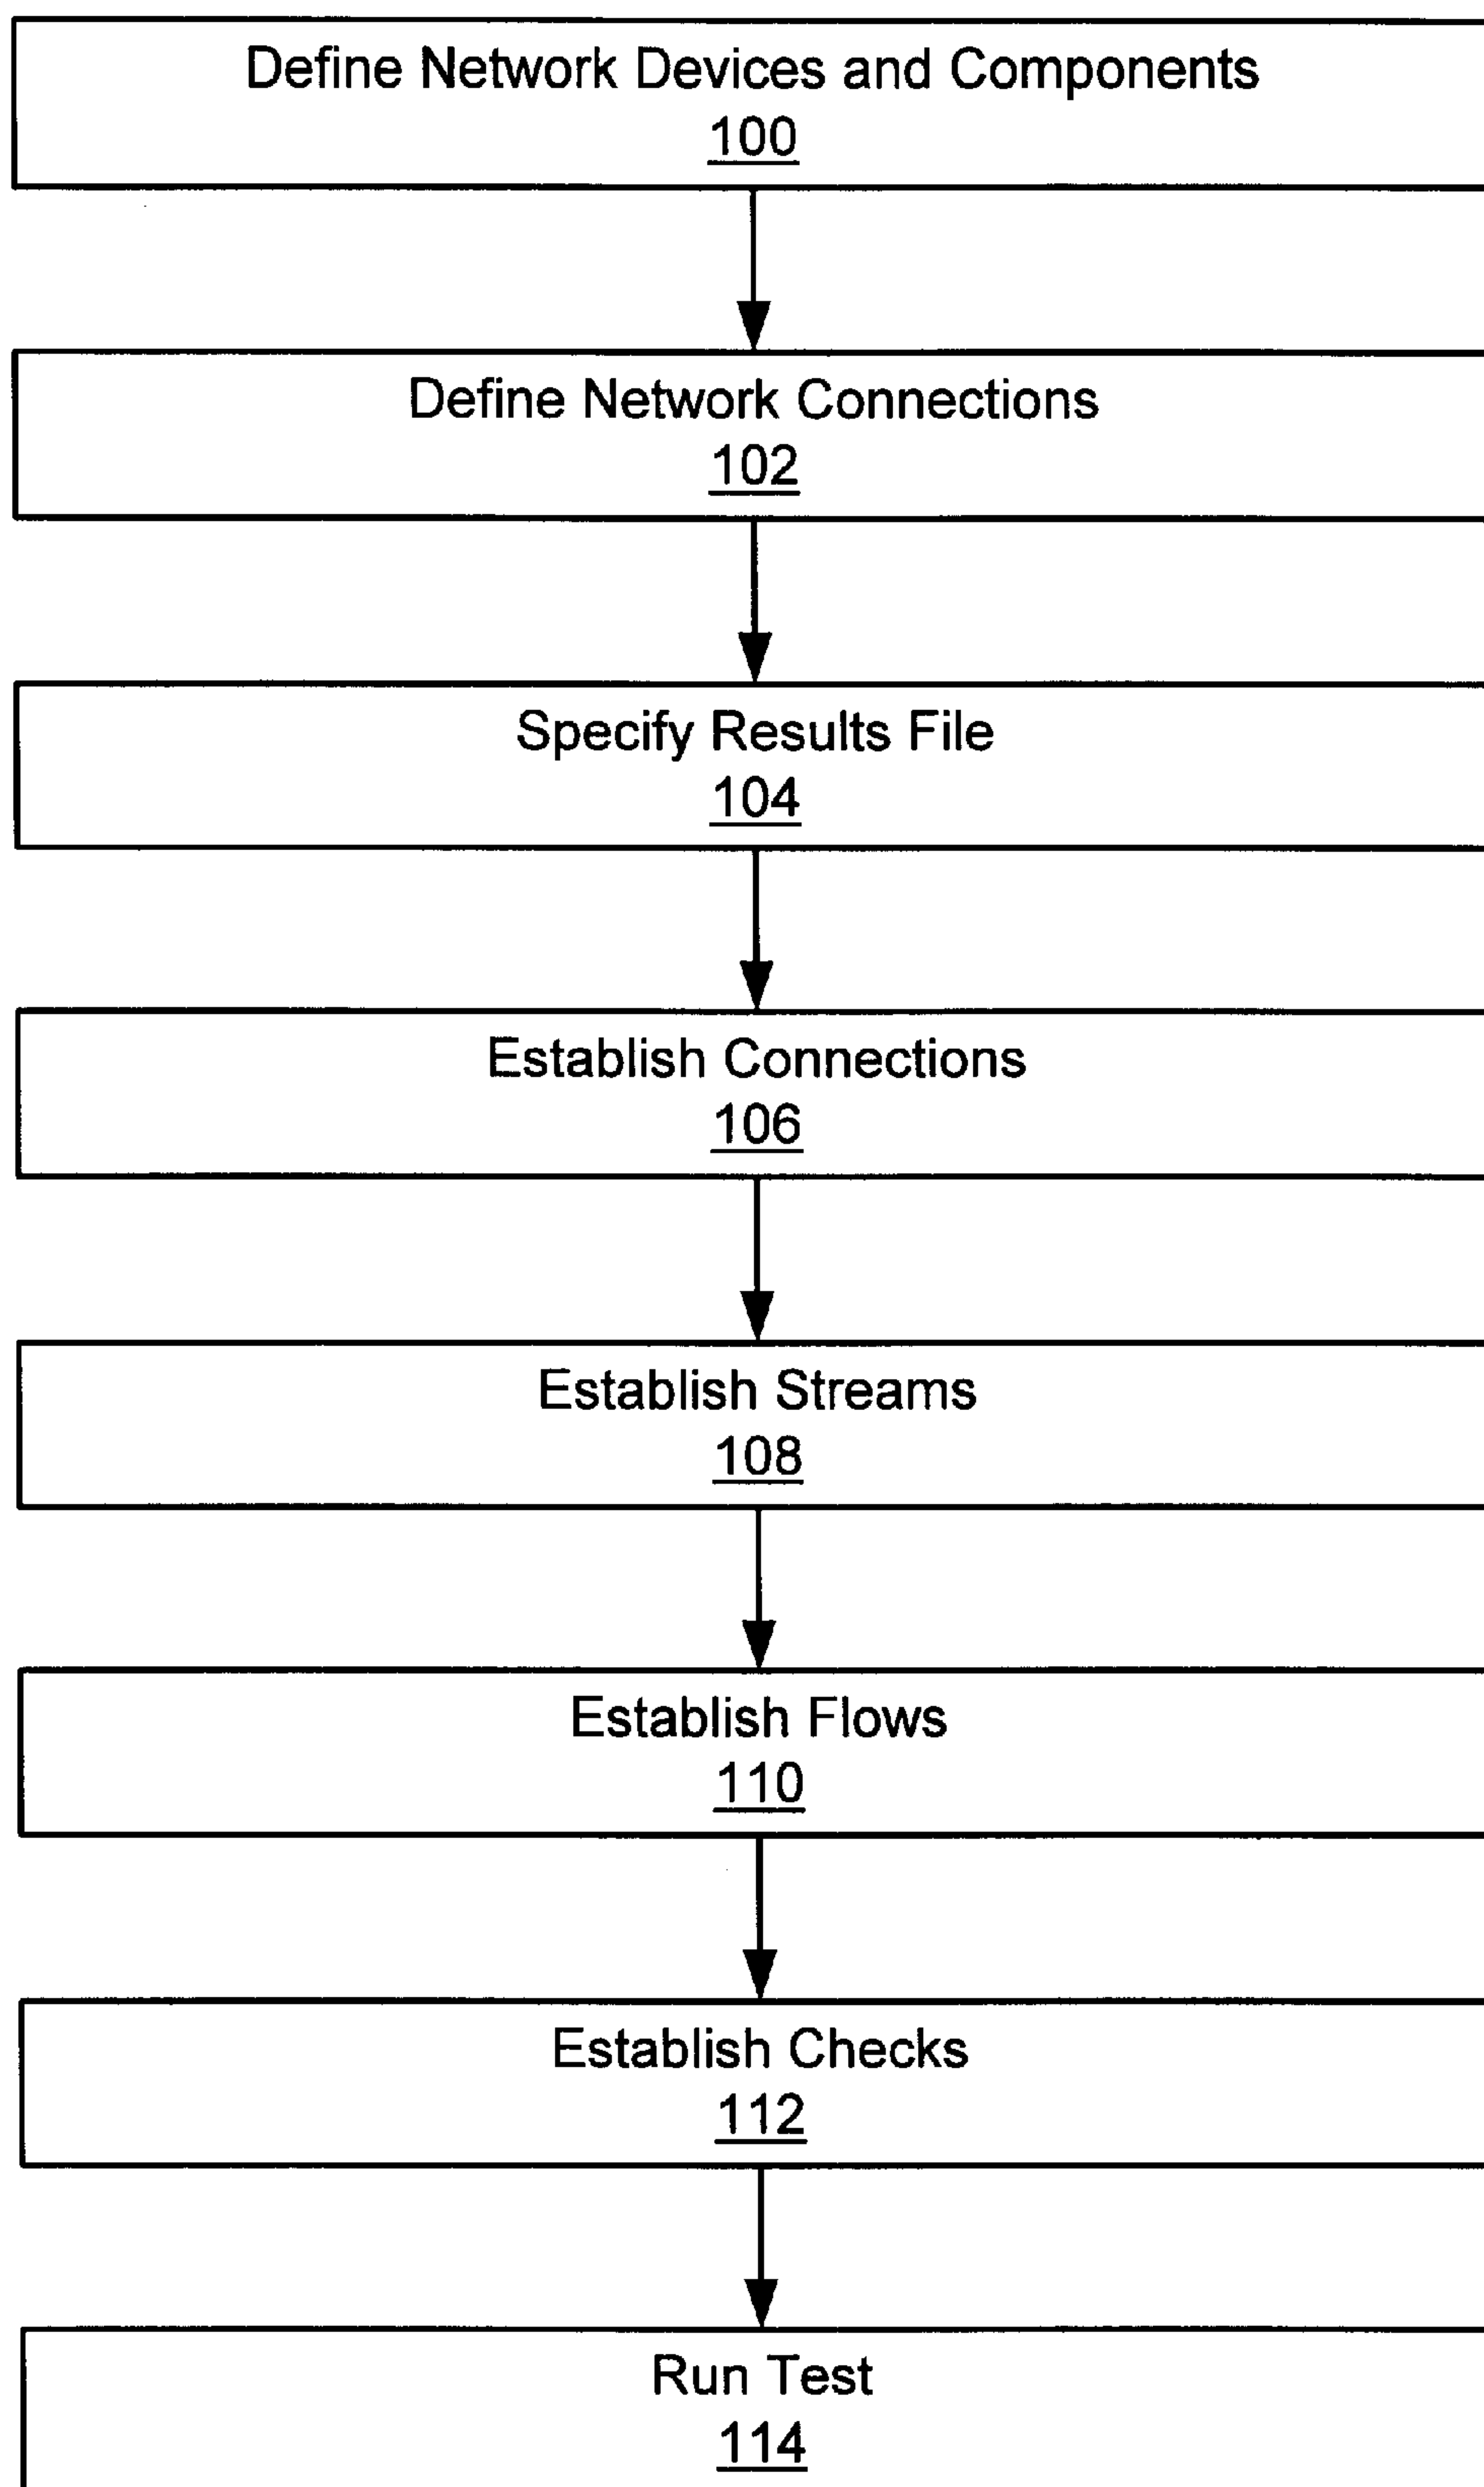 Define Network Devices and Components
100
Define Network Connections
102
Specify Results File
104
Establish Connections
106
Establish Streams
108
Establish Flows
110
Establish Checks
112
Run Test
114